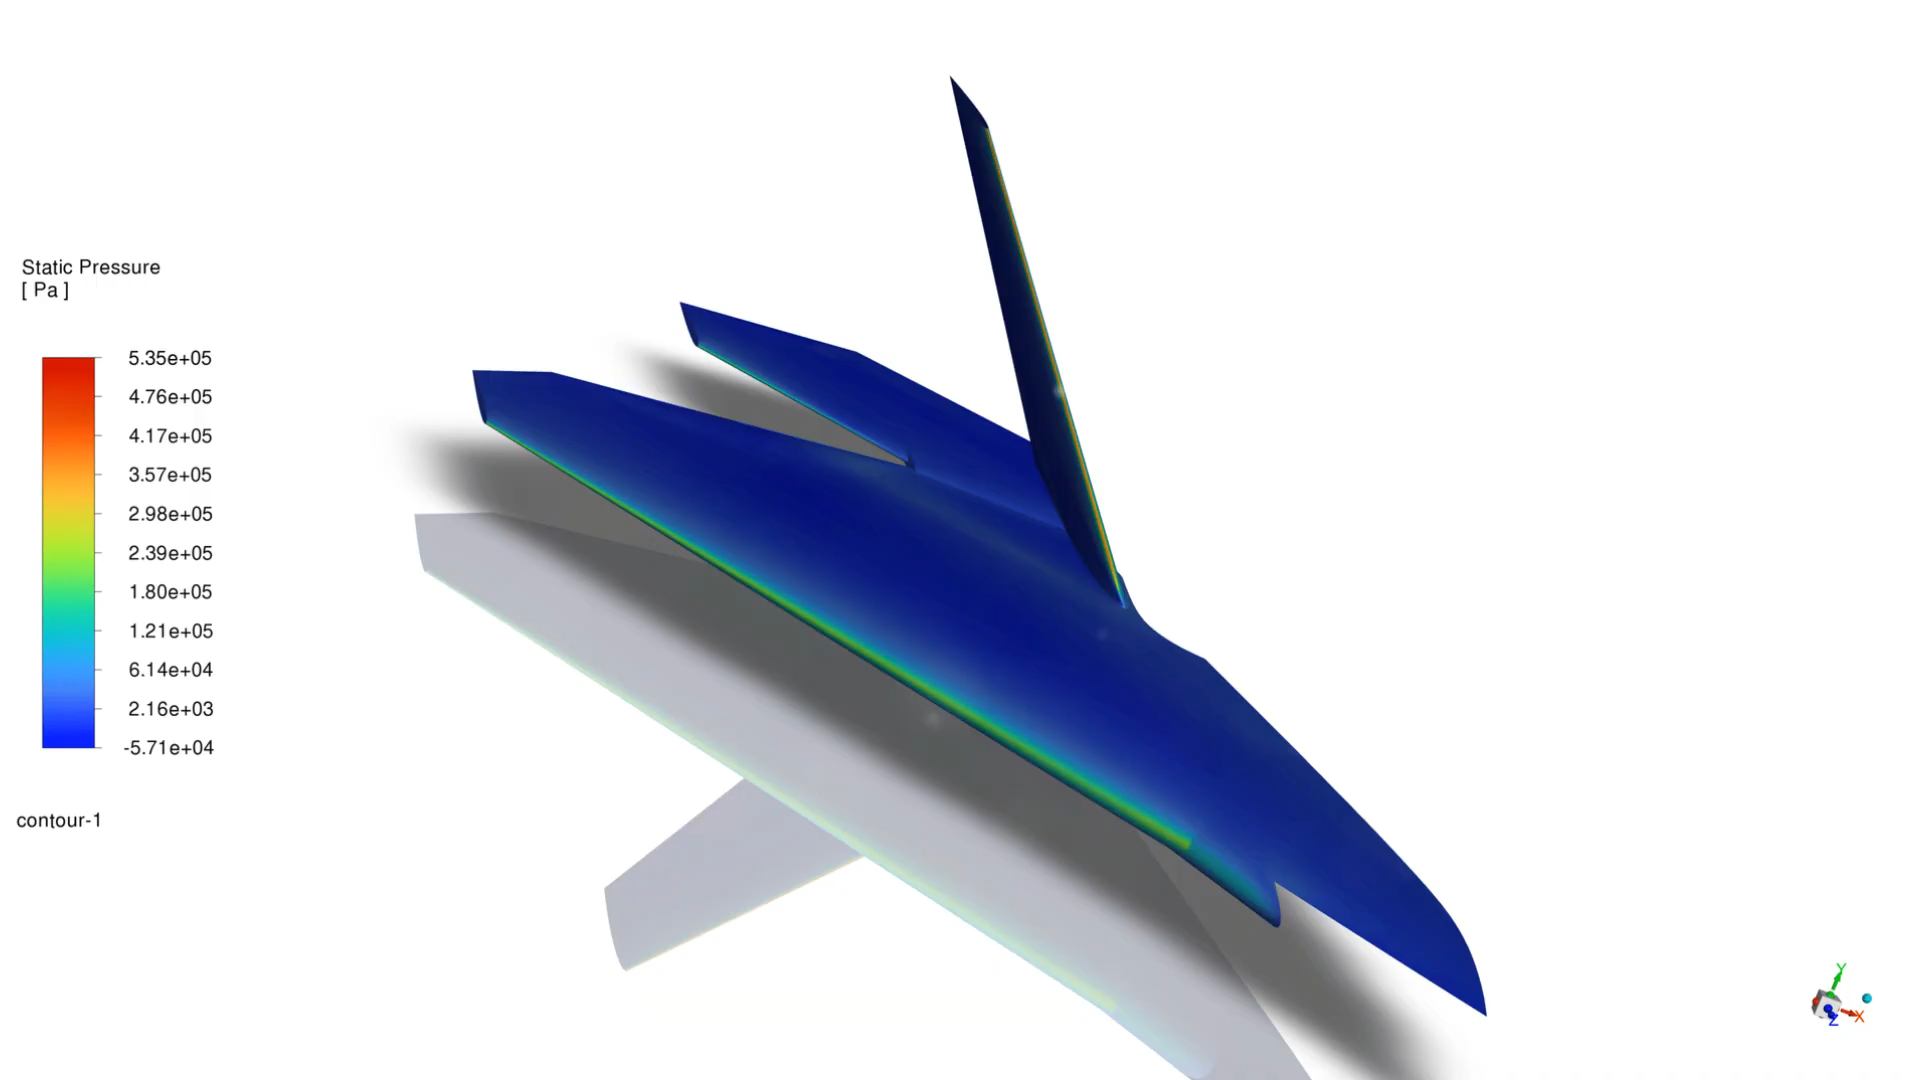 Static Pressure
[ Pa ]
5.35e+05
4.76e+05
4.17e+05
3.57e+05
2.98e+05
2.39e+05
1.80e+05
1.21e+05
6.14e+04
2.16e+03
-5.71e+04
contour-1
Y
Z
X